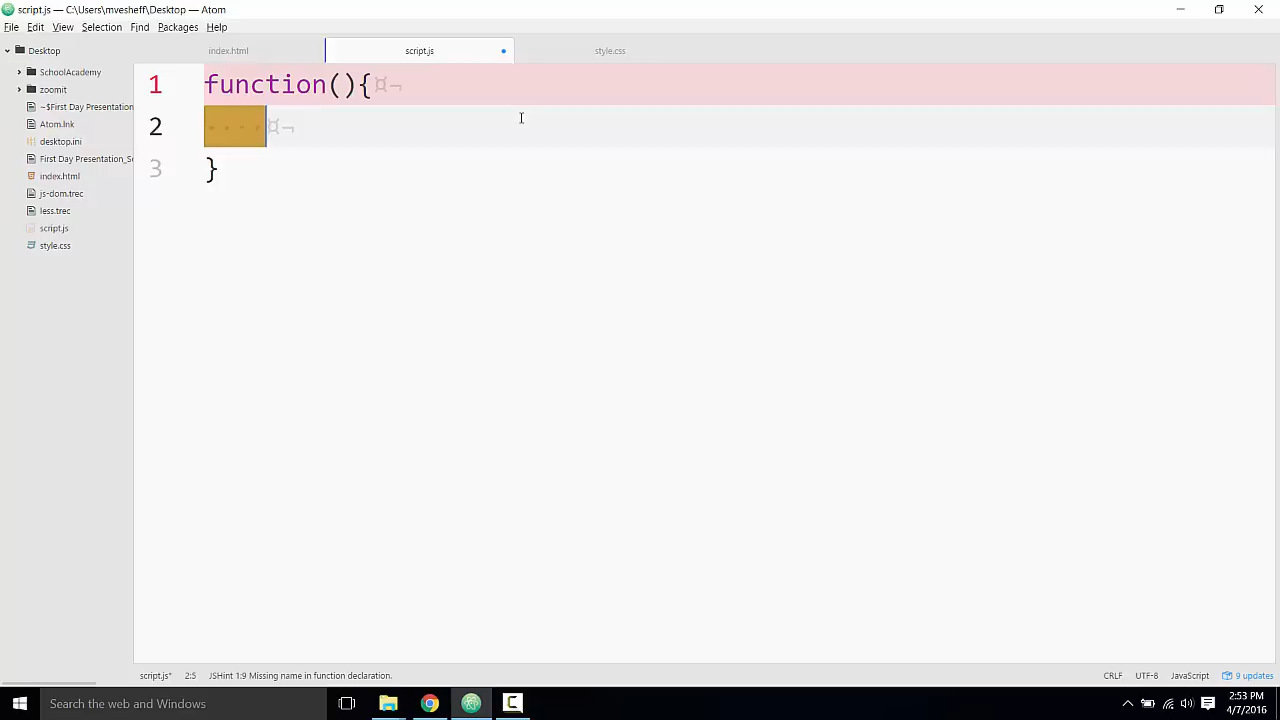 script.js — C:\Users\mvesheff\Desktop — Atom
File Edit View Selection Find Packages Help
Desktop
index.html
script.js
style.css
SchoolAcademy
zoomit
~$First Day Presentation
Atom.lnk
desktop.ini
First Day Presentation_Se
index.html
js-dom.trec
less.trec
script.js
style.css
1 function(){¤¬
2 ····¤¬
3 }
script.js* 2:5 JSHint 1:9 Missing name in function declaration.
CRLF UTF-8 JavaScript 9 updates
Search the web and Windows
2:53 PM
4/7/2016